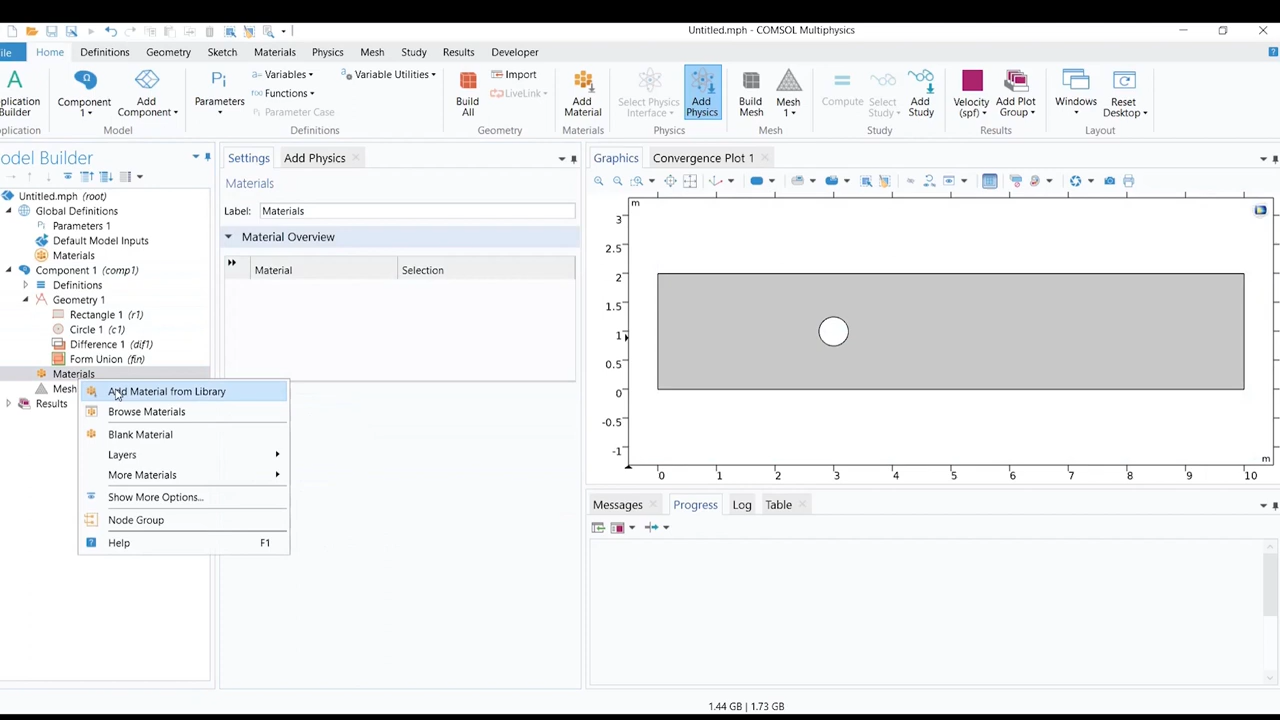 Untitled.mph - COMSOL Multiphysics
ile Home Definitions Geometry Sketch Materials Physics Mesh Study Results Developer
pplication Builder
Component 1
Add Component
Parameters
Pi
a= Variables
f(x) Functions
Parameter Case
Variable Utilities
Build All
Import
LiveLink
Add Material
Select Physics Interface
Add Physics
Build Mesh
Mesh 1
Compute
Select Study
Add Study
Velocity (spf)
Add Plot Group
Windows
Reset Desktop
pplication Model Definitions Geometry Materials Physics Mesh Study Results Layout
odel Builder
Untitled.mph (root)
Global Definitions
Pi Parameters 1
Default Model Inputs
Materials
Component 1 (comp1)
Definitions
Geometry 1
Rectangle 1 (r1)
Circle 1 (c1)
Difference 1 (dif1)
Form Union (fin)
Materials
Mesh
Results
Add Material from Library
Browse Materials
Blank Material
Layers
More Materials
Show More Options...
Node Group
Help F1
Settings Add Physics
Materials
Label: Materials
Material Overview
Material Selection
Graphics Convergence Plot 1
m
3
2.5
2
1.5
1
0.5
0
-0.5
-1
m
0 1 2 3 4 5 6 7 8 9 10
Messages Progress Log Table
1.44 GB | 1.73 GB